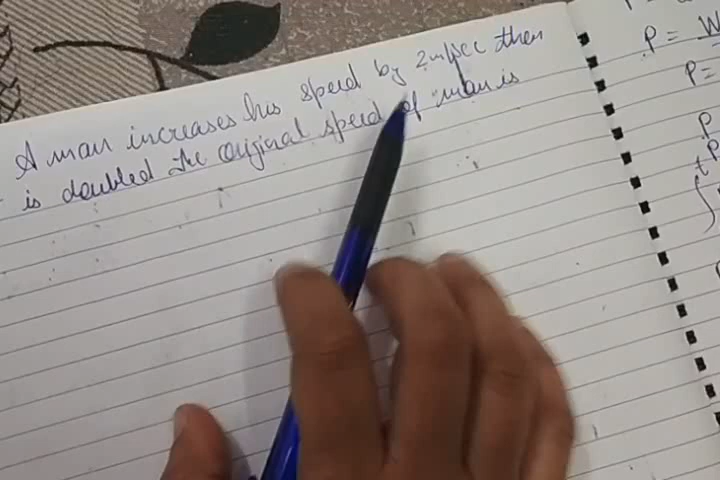 A man increases his speed by 2m/sec then
is doubled the original speed of man is
P = W
P =
P
t P
∫